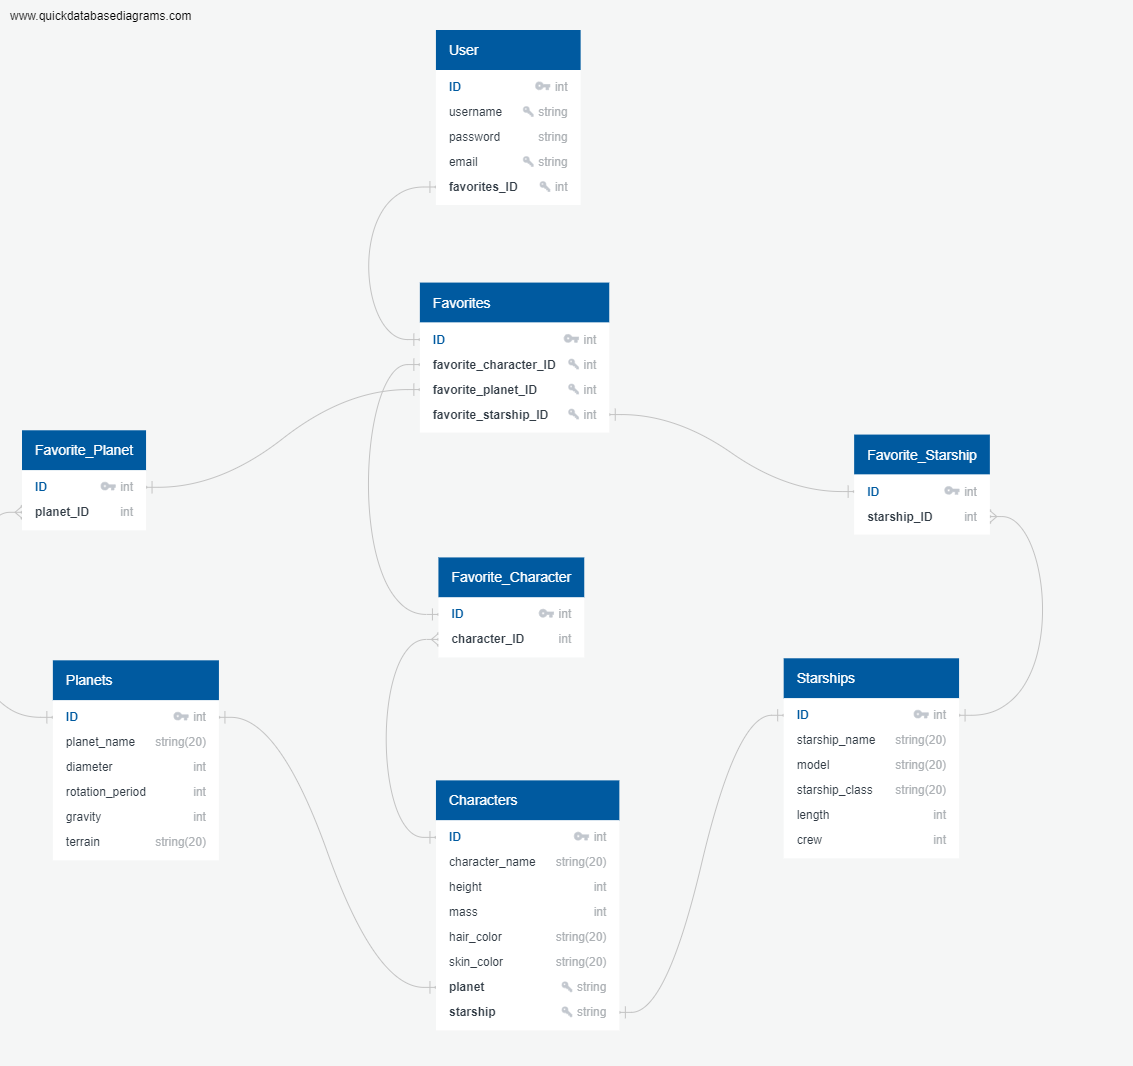 www.quickdatabasediagrams.com
User
ID int
username string
password string
email string
favorites_ID int
Favorites
ID int
favorite_character_ID int
favorite_planet_ID int
favorite_starship_ID int
Favorite_Planet
ID int
planet_ID int
Favorite_Starship
ID int
starship_ID int
Favorite_Character
ID int
character_ID int
Planets
ID int
planet_name string(20)
diameter int
rotation_period int
gravity int
terrain string(20)
Starships
ID int
starship_name string(20)
model string(20)
starship_class string(20)
length int
crew int
Characters
ID int
character_name string(20)
height int
mass int
hair_color string(20)
skin_color string(20)
planet string
starship string